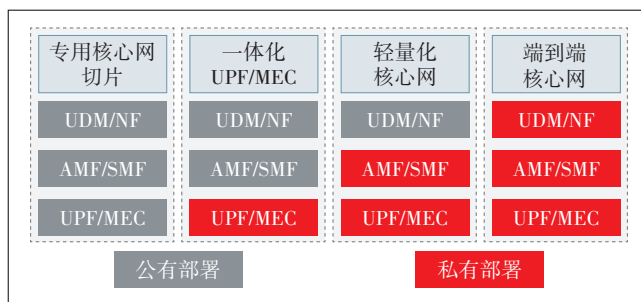 专用核心网
切片
UDM/NF
AMF/SMF
UPF/MEC
一体化
UPF/MEC
UDM/NF
AMF/SMF
UPF/MEC
轻量化
核心网
UDM/NF
AMF/SMF
UPF/MEC
端到端
核心网
UDM/NF
AMF/SMF
UPF/MEC
公有部署
私有部署